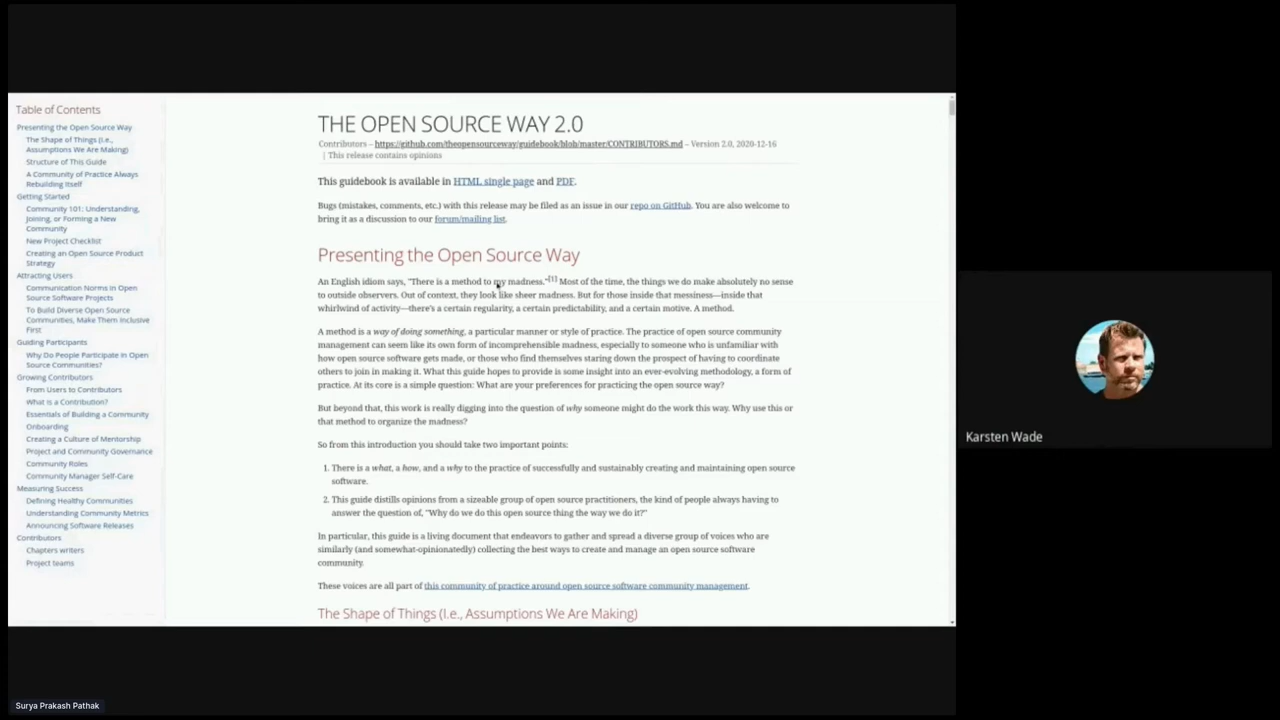 Table of Contents
Presenting the Open Source Way
The Shape of Things (I.e.,
Assumptions We Are Making)
Structure of This Guide
A Community of Practice Always
Rebuilding Itself
Getting Started
Community 101: Understanding,
Joining, or Forming a New
Community
New Project Checklist
Creating an Open Source Product
Strategy
Attracting Users
Communication Norms in Open
Source Software Projects
To Build Diverse Open Source
Communities, Make Them Inclusive
First
Guiding Participants
Why Do People Participate in Open
Source Communities?
Growing Contributors
From Users to Contributors
What is a Contribution?
Essentials of Building a Community
Onboarding
Creating a Culture of Mentorship
Project and Community Governance
Community Roles
Community Manager Self-Care
Measuring Success
Defining Healthy Communities
Understanding Community Metrics
Announcing Software Releases
Contributors
Chapters writers
Project teams
THE OPEN SOURCE WAY 2.0
Contributors – https://github.com/theopensourceway/guidebook/blob/master/CONTRIBUTORS.md – Version 2.0, 2020-12-16
| This release contains opinions
This guidebook is available in HTML single page and PDF.
Bugs (mistakes, comments, etc.) with this release may be filed as an issue in our repo on GitHub. You are also welcome to
bring it as a discussion to our forum/mailing list.
Presenting the Open Source Way
An English idiom says, "There is a method to my madness."[1] Most of the time, the things we do make absolutely no sense
to outside observers. Out of context, they look like sheer madness. But for those inside that messiness—inside that
whirlwind of activity—there's a certain regularity, a certain predictability, and a certain motive. A method.
A method is a way of doing something, a particular manner or style of practice. The practice of open source community
management can seem like its own form of incomprehensible madness, especially to someone who is unfamiliar with
how open source software gets made, or those who find themselves staring down the prospect of having to coordinate
others to join in making it. What this guide hopes to provide is some insight into an ever-evolving methodology, a form of
practice. At its core is a simple question: What are your preferences for practicing the open source way?
But beyond that, this work is really digging into the question of why someone might do the work this way. Why use this or
that method to organize the madness?
So from this introduction you should take two important points:
1. There is a what, a how, and a why to the practice of successfully and sustainably creating and maintaining open source
software.
2. This guide distills opinions from a sizeable group of open source practitioners, the kind of people always having to
answer the question of, "Why do we do this open source thing the way we do it?"
In particular, this guide is a living document that endeavors to gather and spread a diverse group of voices who are
similarly (and somewhat-opinionatedly) collecting the best ways to create and manage an open source software
community.
These voices are all part of this community of practice around open source software community management.
The Shape of Things (I.e., Assumptions We Are Making)
Karsten Wade
Surya Prakash Pathak